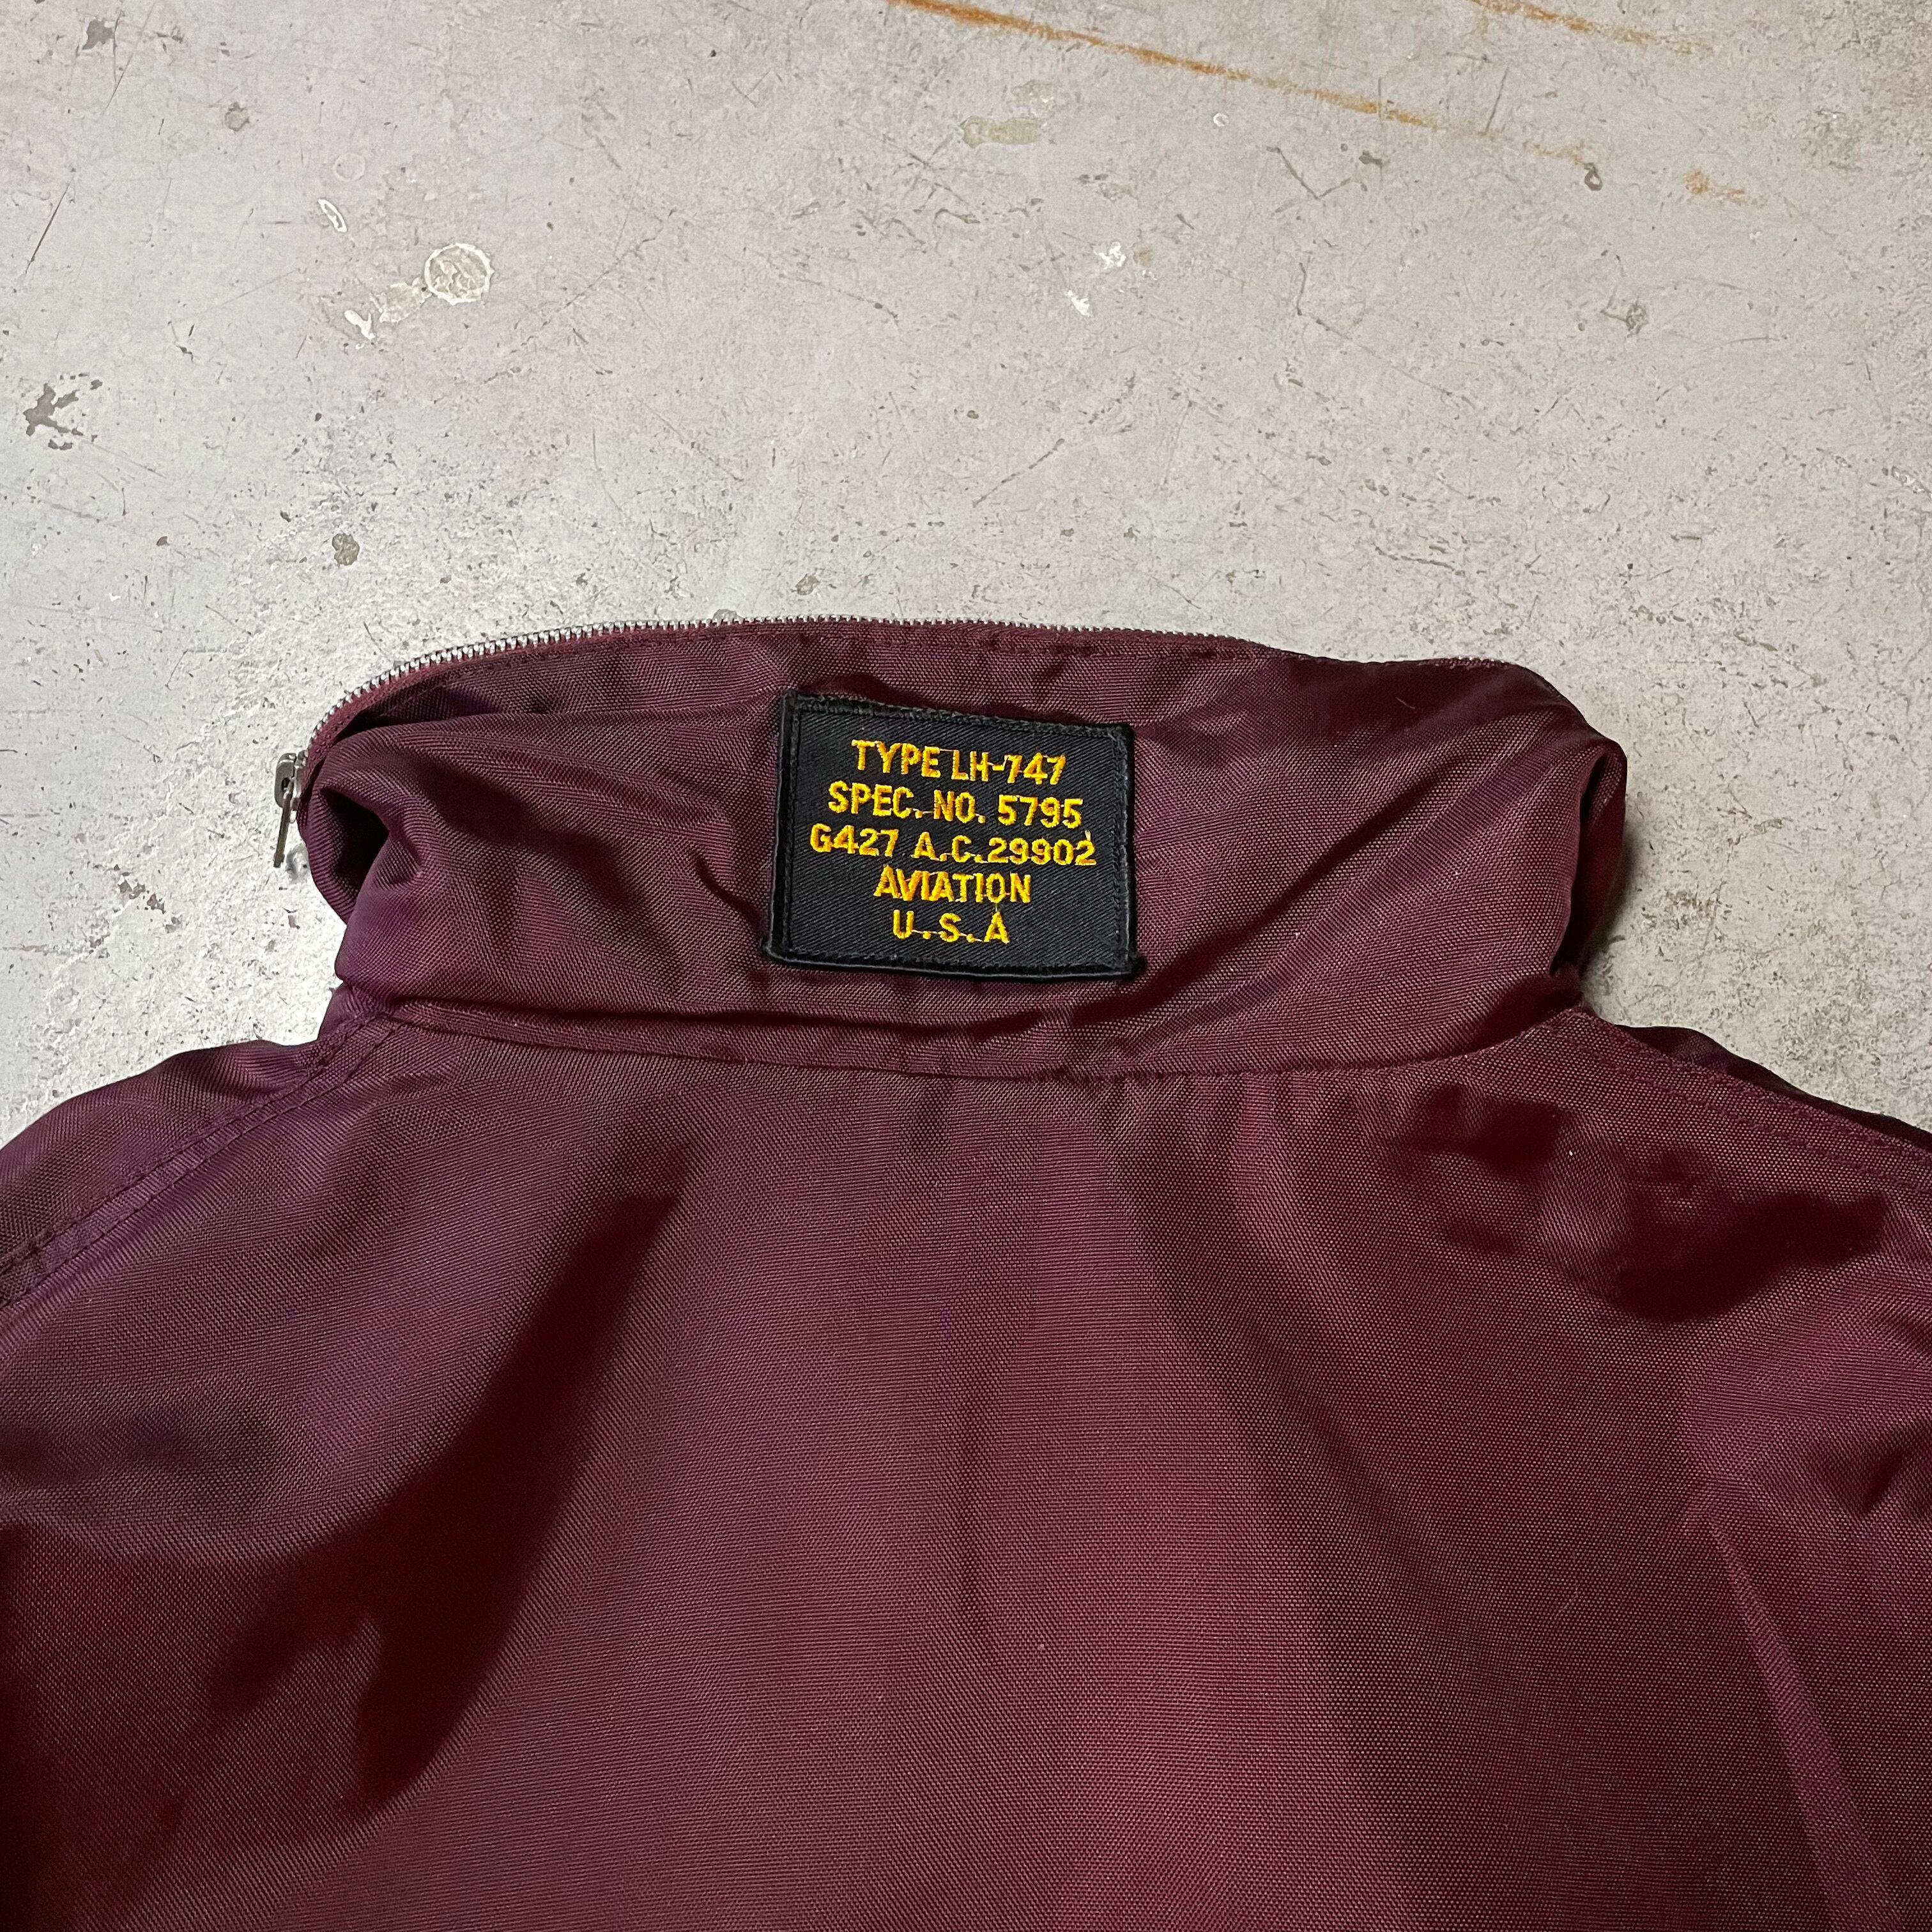 TYPE LH-747
SPEC. NO. 5795
G427 A.C.29902
AVIATION
U.S.A